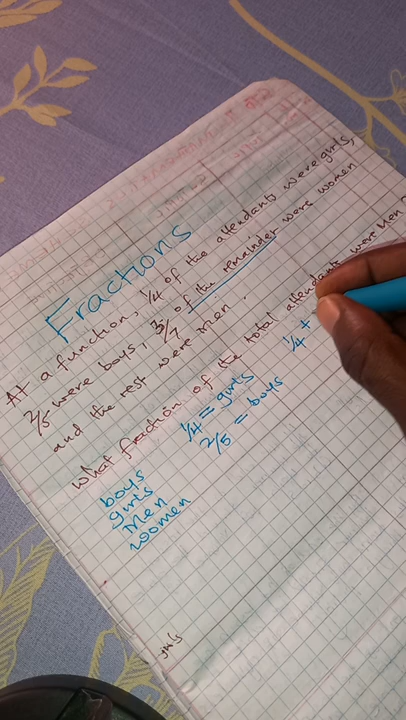 Fractions
At a function, 1/4 of the attendants were girls,
2/5 were boys, 3/7 of the remainder were women
and the rest were men.
What fraction of the total attendants were men
1/4 = girls
2/5 = boys
1/4 +
boys
girls
Men
women